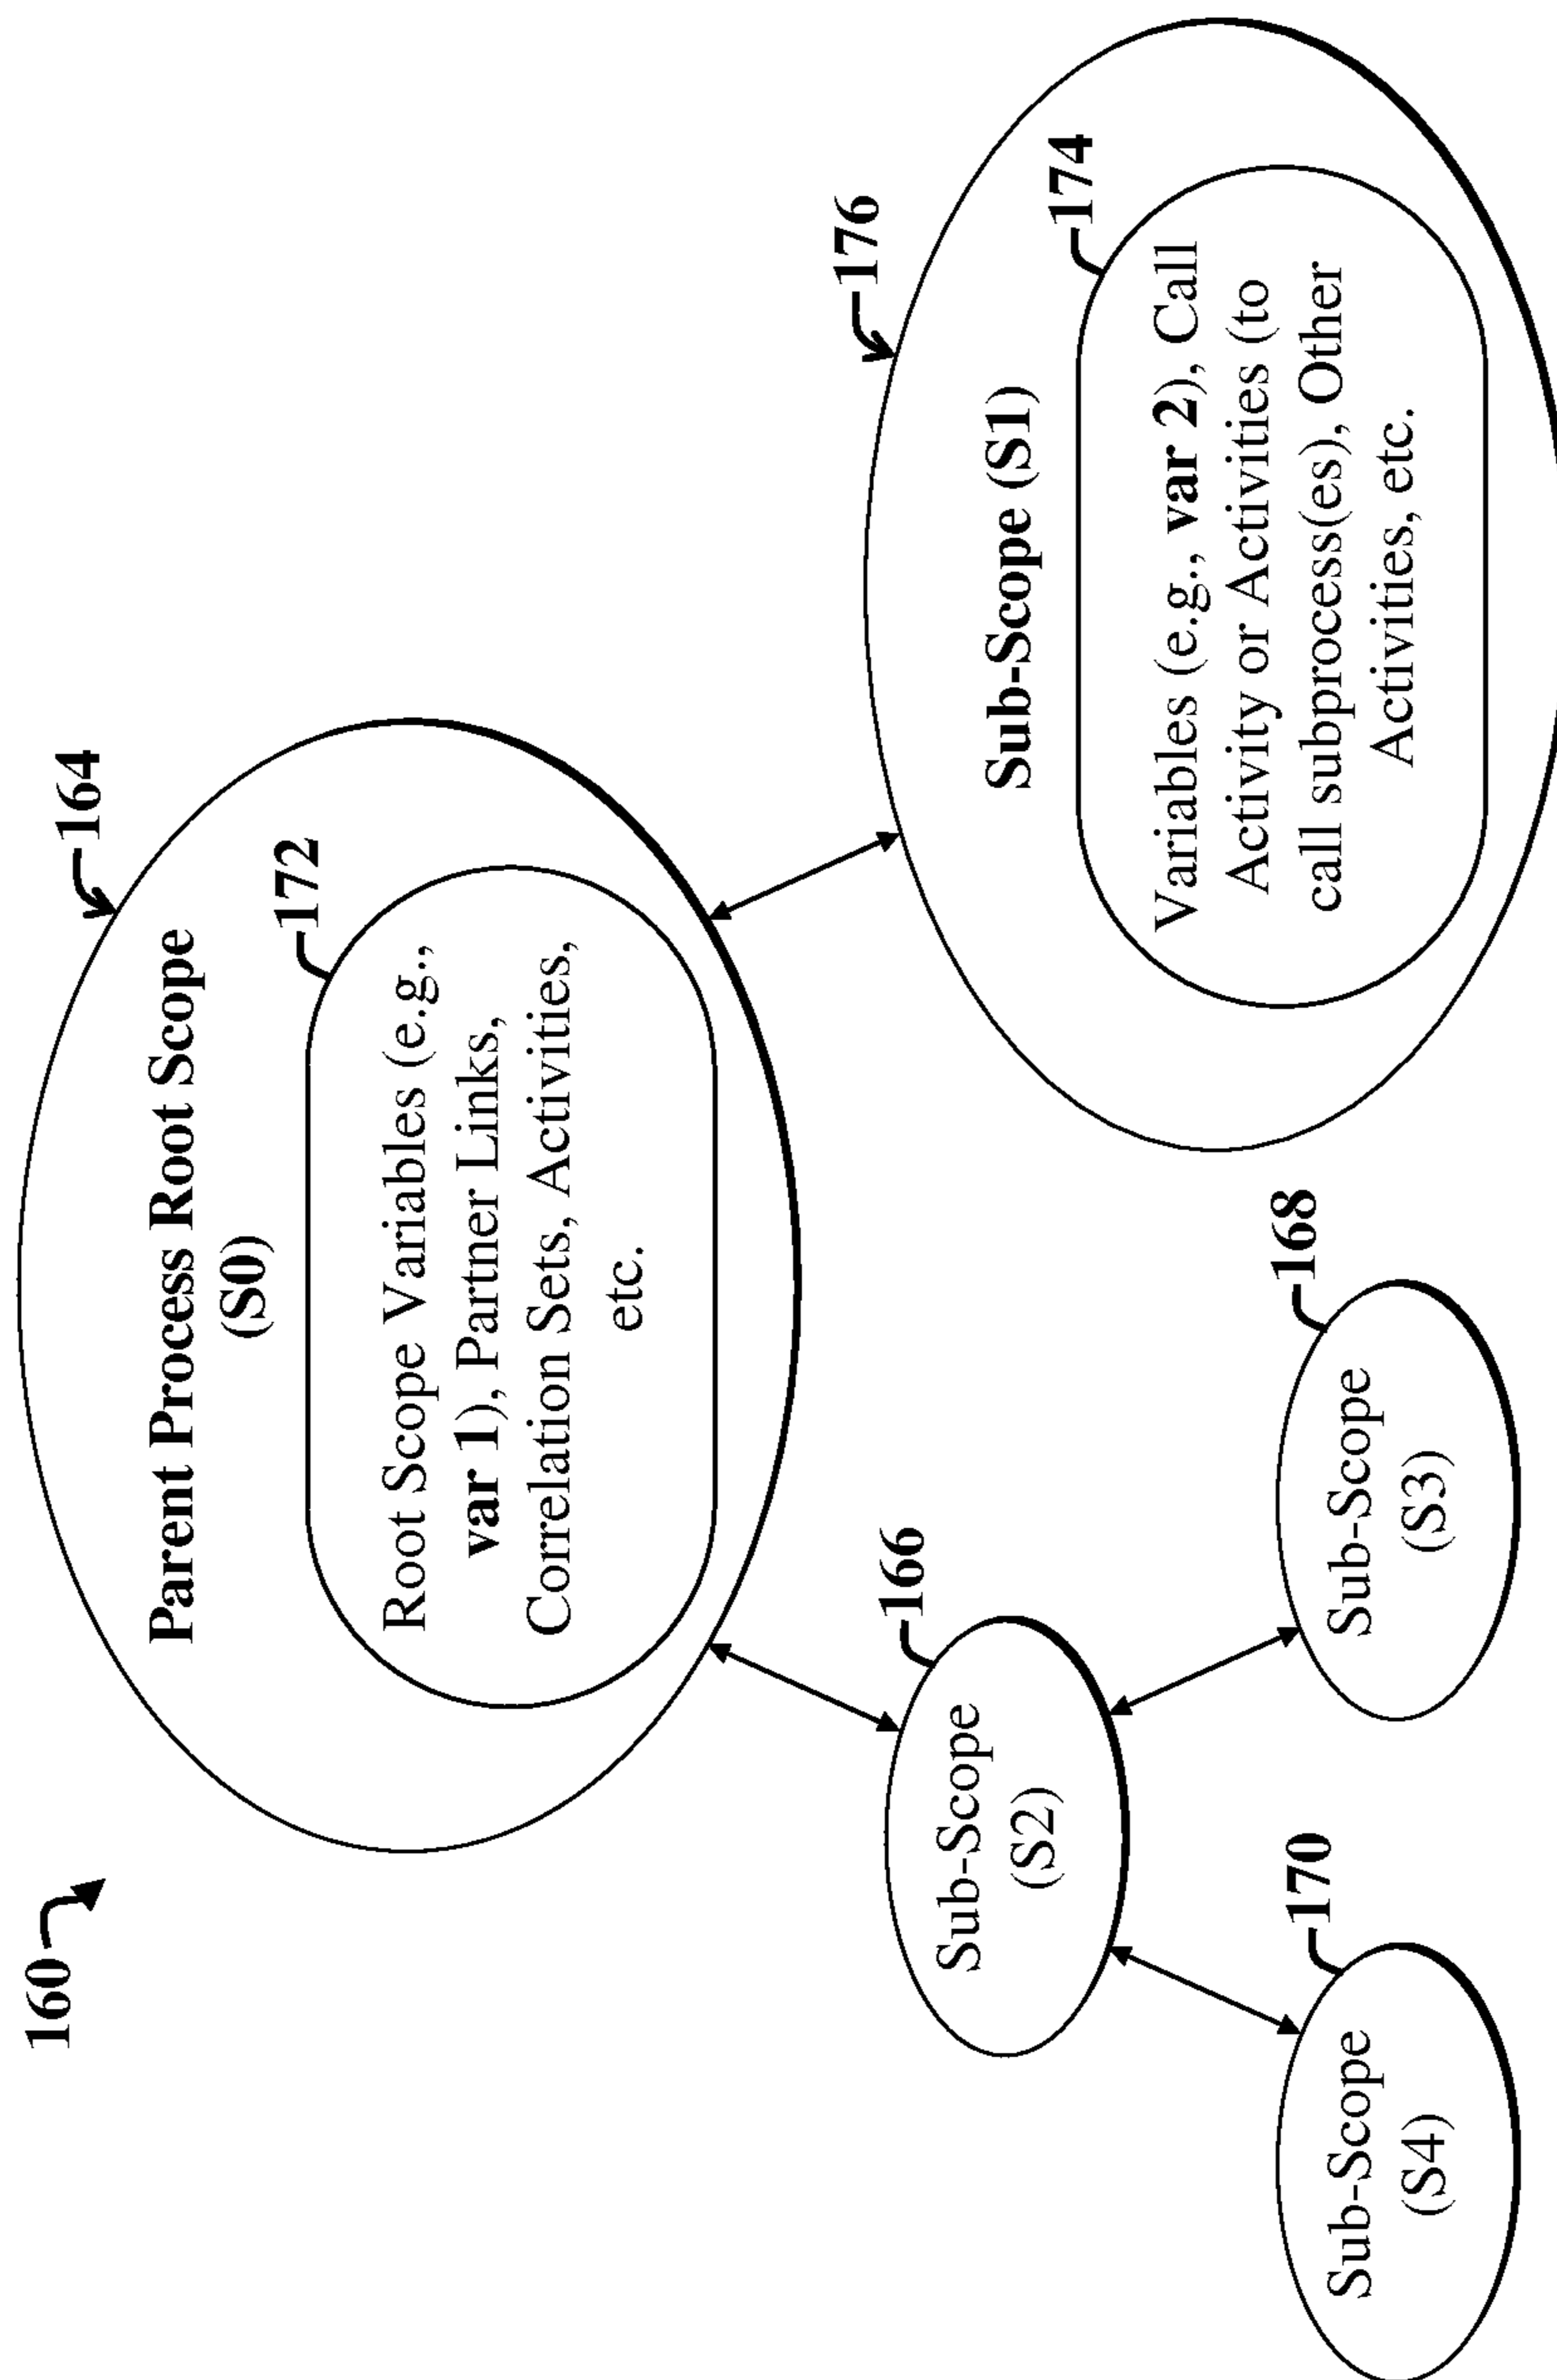 160
164
Parent Process Root Scope
(S0)
172
Root Scope Variables (e.g.,
var 1), Partner Links,
Correlation Sets, Activities,
etc.
166
Sub-Scope
(S2)
176
Sub-Scope (S1)
174
Variables (e.g., var 2), Call
Activity or Activities (to
call subprocess(es), Other
Activities, etc.
170
Sub-Scope
(S4)
168
Sub-Scope
(S3)